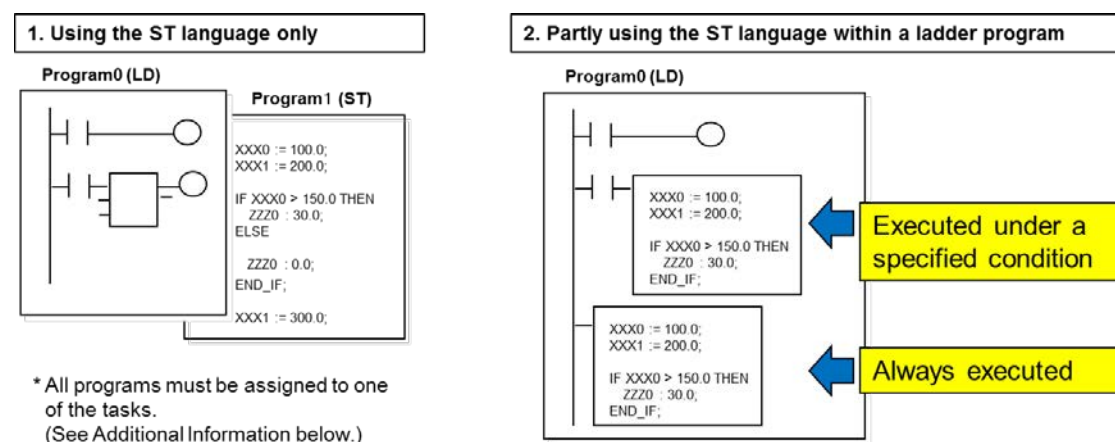 1. Using the ST language only
Program0 (LD)
Program1 (ST)
XXX0 := 100.0;
XXX1 := 200.0;
IF XXX0 > 150.0 THEN
ZZZ0 : 30.0;
ELSE
ZZZ0 : 0.0;
END_IF;
XXX1 := 300.0;
* All programs must be assigned to one
of the tasks.
(See Additional Information below.)
2. Partly using the ST language within a ladder program
Program0 (LD)
XXX0 := 100.0;
XXX1 := 200.0;
IF XXX0 > 150.0 THEN
ZZZ0 : 30.0;
END_IF;
Executed under a
specified condition
XXX0 := 100.0;
XXX1 := 200.0;
IF XXX0 > 150.0 THEN
ZZZ0 : 30.0;
END_IF;
Always executed